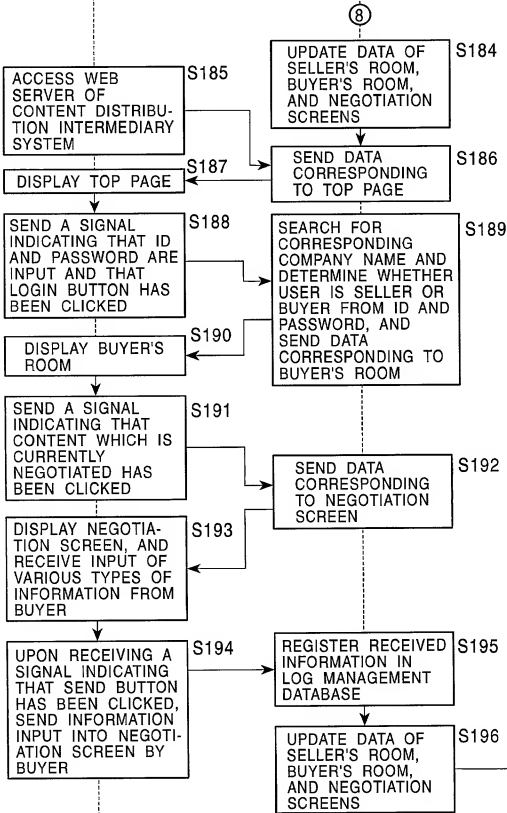 8
UPDATE DATA OF
SELLER'S ROOM,
BUYER'S ROOM,
AND NEGOTIATION
SCREENS
S184
ACCESS WEB
SERVER OF
CONTENT DISTRIBU-
TION INTERMEDIARY
SYSTEM
S185
SEND DATA
CORRESPONDING
TO TOP PAGE
S186
DISPLAY TOP PAGE
S187
SEND A SIGNAL
INDICATING THAT ID
AND PASSWORD ARE
INPUT AND THAT
LOGIN BUTTON HAS
BEEN CLICKED
S188
SEARCH FOR
CORRESPONDING
COMPANY NAME AND
DETERMINE WHETHER
USER IS SELLER OR
BUYER FROM ID AND
PASSWORD, AND
SEND DATA
CORRESPONDING TO
BUYER'S ROOM
S189
DISPLAY BUYER'S
ROOM
S190
SEND A SIGNAL
INDICATING THAT
CONTENT WHICH IS
CURRENTLY
NEGOTIATED HAS
BEEN CLICKED
S191
SEND DATA
CORRESPONDING
TO NEGOTIATION
SCREEN
S192
DISPLAY NEGOTIA-
TION SCREEN, AND
RECEIVE INPUT OF
VARIOUS TYPES OF
INFORMATION FROM
BUYER
S193
UPON RECEIVING A
SIGNAL INDICATING
THAT SEND BUTTON
HAS BEEN CLICKED,
SEND INFORMATION
INPUT INTO NEGOTI-
ATION SCREEN BY
BUYER
S194
REGISTER RECEIVED
INFORMATION IN
LOG MANAGEMENT
DATABASE
S195
UPDATE DATA OF
SELLER'S ROOM,
BUYER'S ROOM,
AND NEGOTIATION
SCREENS
S196